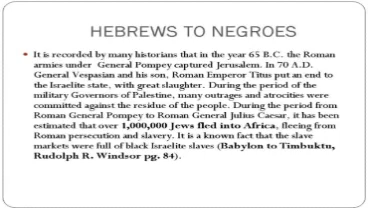 HEBREWS TO NEGROES
It is recorded by many historians that in the year 65 B.C. the Roman
armies under General Pompey captured Jerusalem. In 70 A.D.
General Vespasian and his son, Roman Emperor Titus put an end to
the Israelite state, with great slaughter. During the period of the
military Governors of Palestine, many outrages and atrocities were
committed against the residue of the people. During the period from
Roman General Pompey to Roman General Julius Caesar, it has been
estimated that over 1,000,000 Jews fled into Africa, fleeing from
Roman persecution and slavery. It is a known fact that the slave
markets were full of black Israelite slaves (Babylon to Timbuktu,
Rudolph R. Windsor pg. 84).